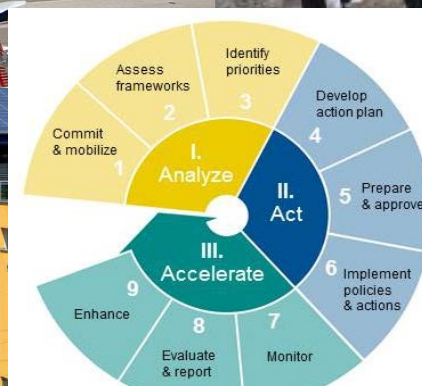 Commit
& mobilize
1
Assess
frameworks
2
Identify
priorities
3
I.
Analyze
Develop
action plan
4
Prepare
& approve
5
Implement
policies
& actions
6
II.
Act
Monitor
7
Evaluate
& report
8
Enhance
9
III.
Accelerate